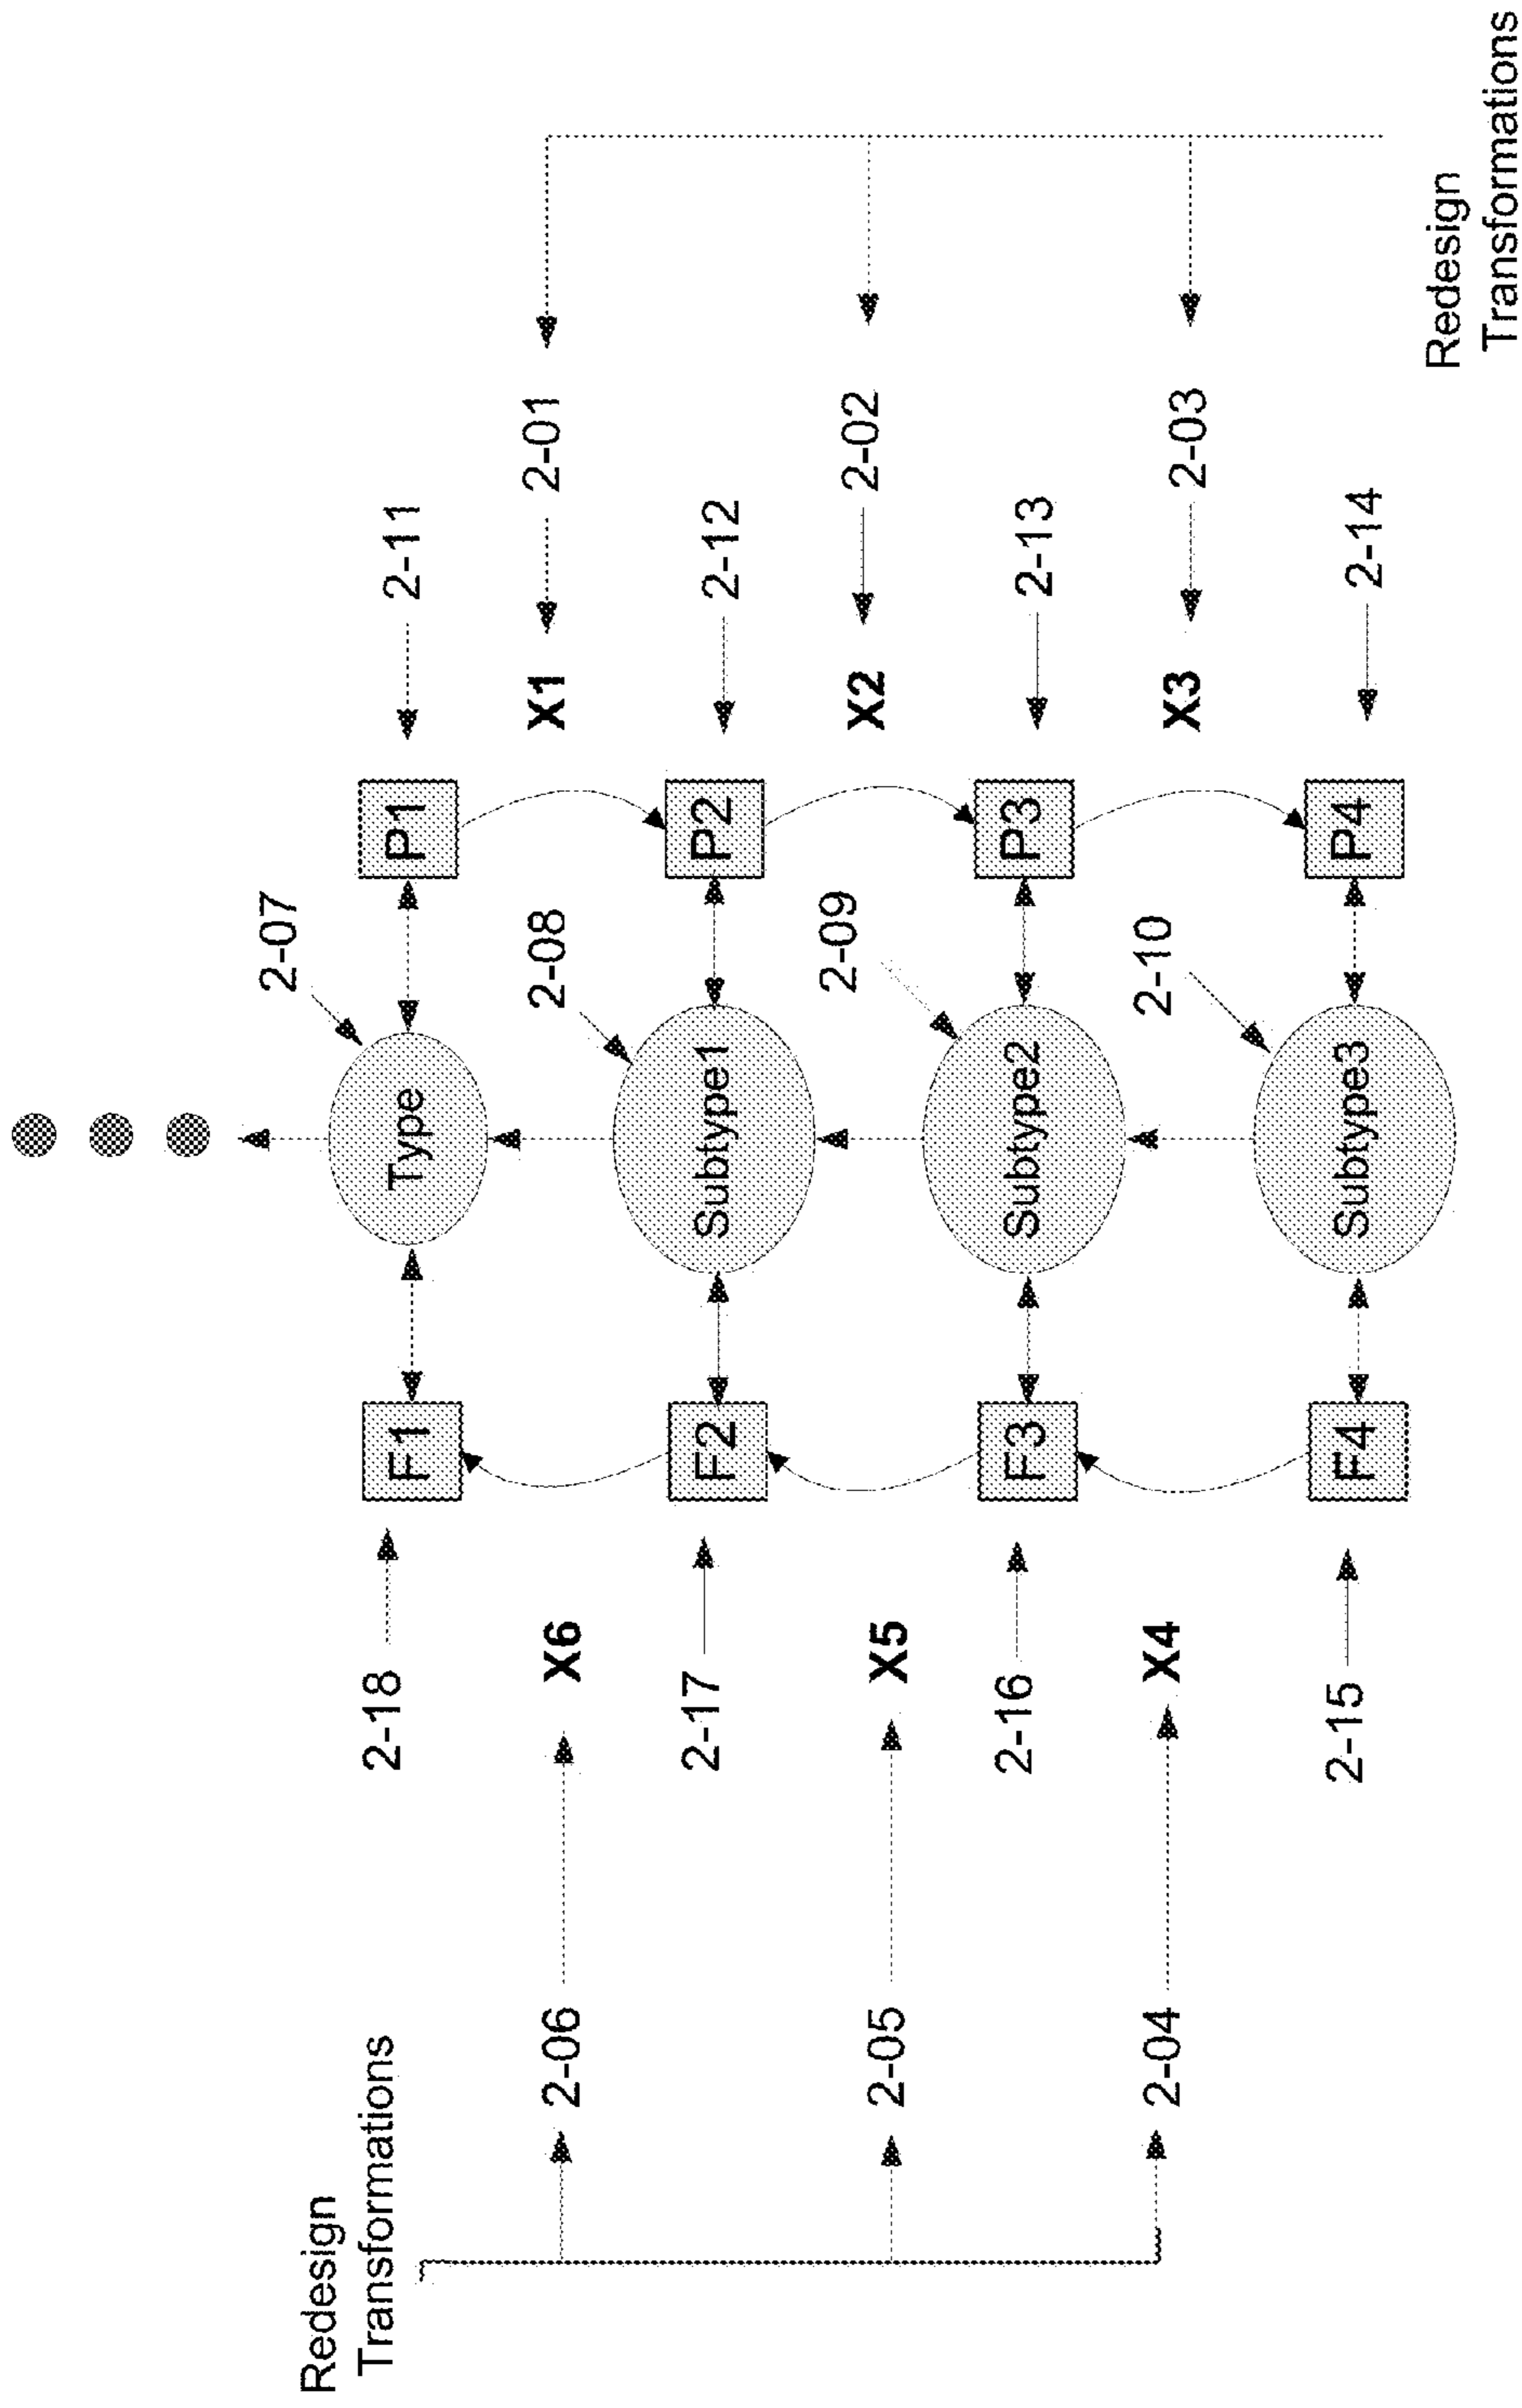 2-07
Redesign
Transformations
2-18 F1 Type P1 2-11
2-06 X6 2-08 X1 2-01
2-17 F2 Subtype1 P2 2-12
2-05 X5 2-09 X2 2-02
2-16 F3 Subtype2 P3 2-13
2-04 X4 2-10 X3 2-03
2-15 F4 Subtype3 P4 2-14
Redesign
Transformations